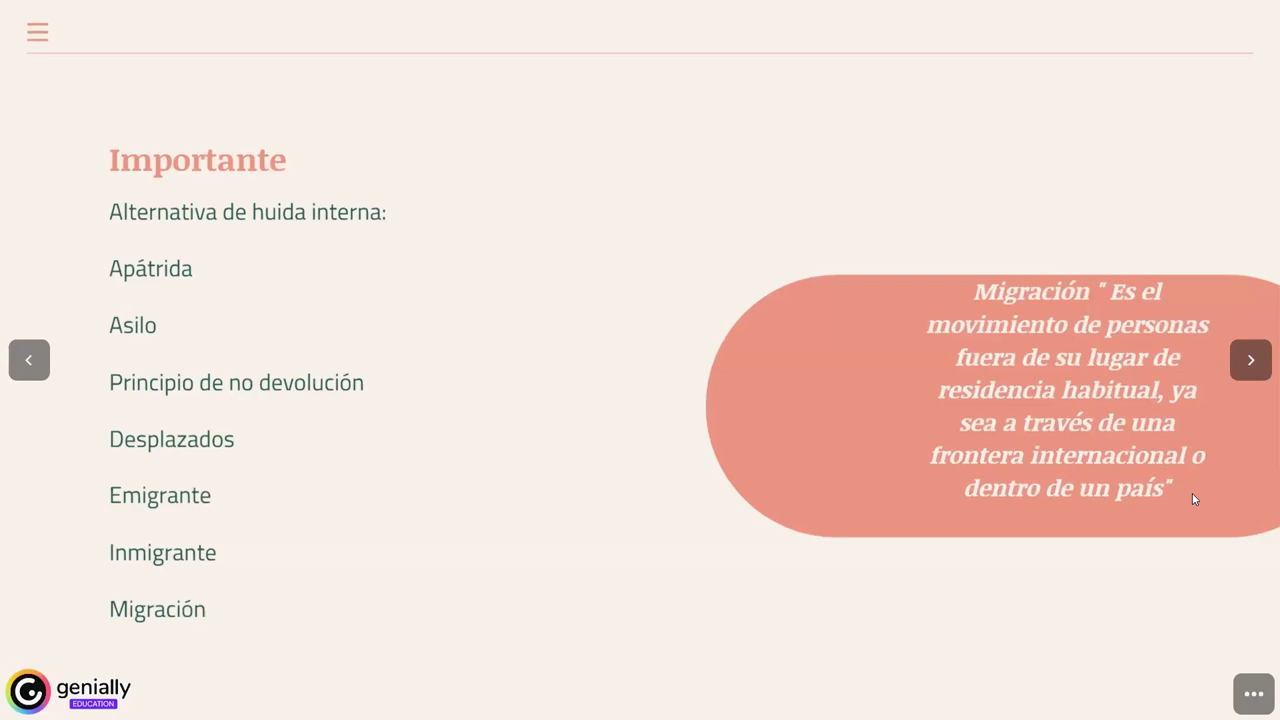 Importante
Alternativa de huida interna:
Apátrida
Asilo
Principio de no devolución
Desplazados
Emigrante
Inmigrante
Migración
Migración " Es el
movimiento de personas
fuera de su lugar de
residencia habitual, ya
sea a través de una
frontera internacional o
dentro de un país"
genially
EDUCATION